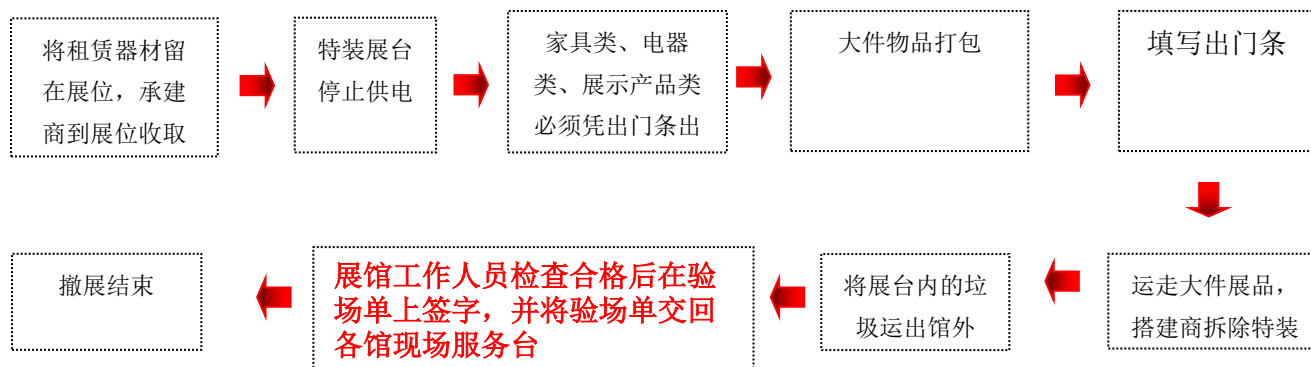 将租赁器材留
在展位，承建
商到展位收取
特装展台
停止供电
家具类、电器
类、展示产品类
必须凭出门条出
大件物品打包
填写出门条
运走大件展品，
搭建商拆除特装
将展台内的垃
圾运出馆外
展馆工作人员检查合格后在验
场单上签字，并将验场单交回
各馆现场服务台
撤展结束